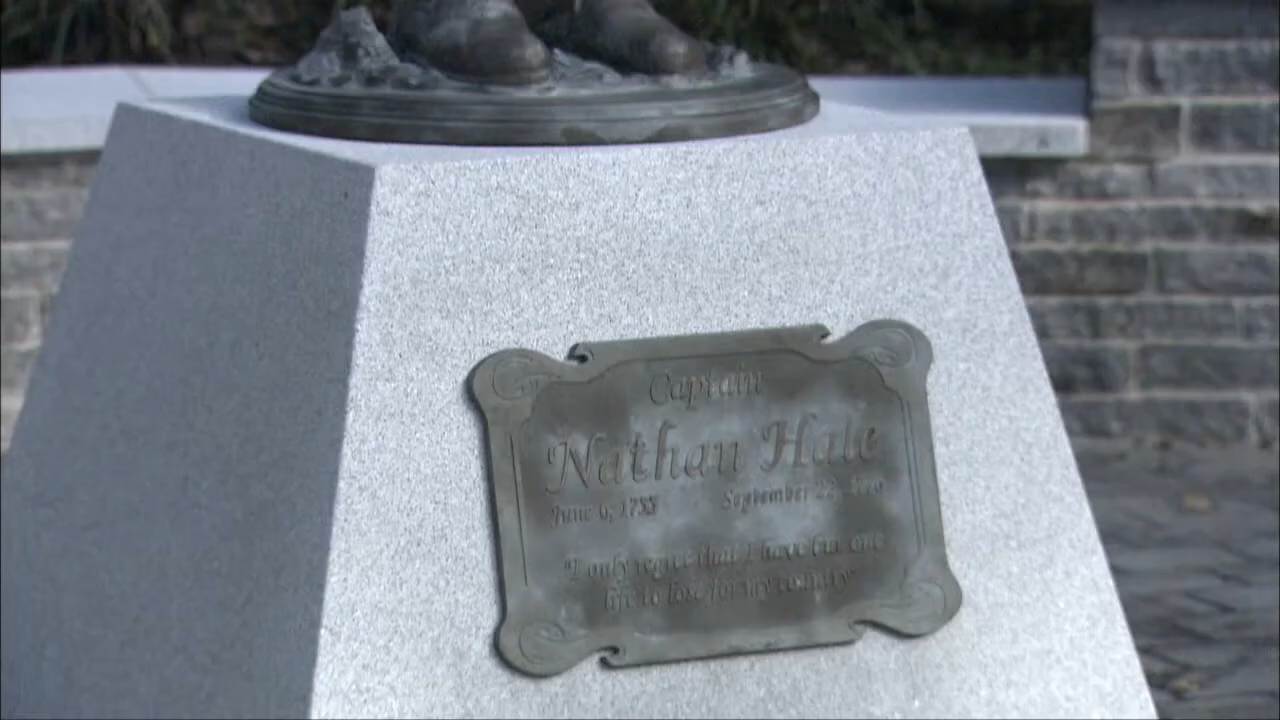 Captain
Nathan Hale
June 6, 1755 September 22, 1776
"I only regret that I have but one
life to lose for my country"